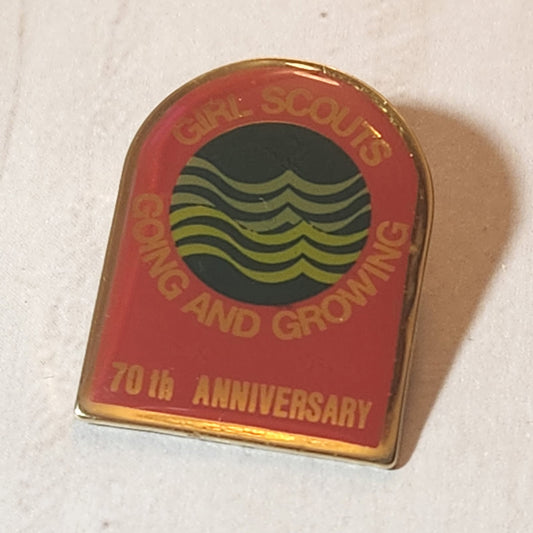 GIRL SCOUTS
GOING AND GROWING
70th ANNIVERSARY